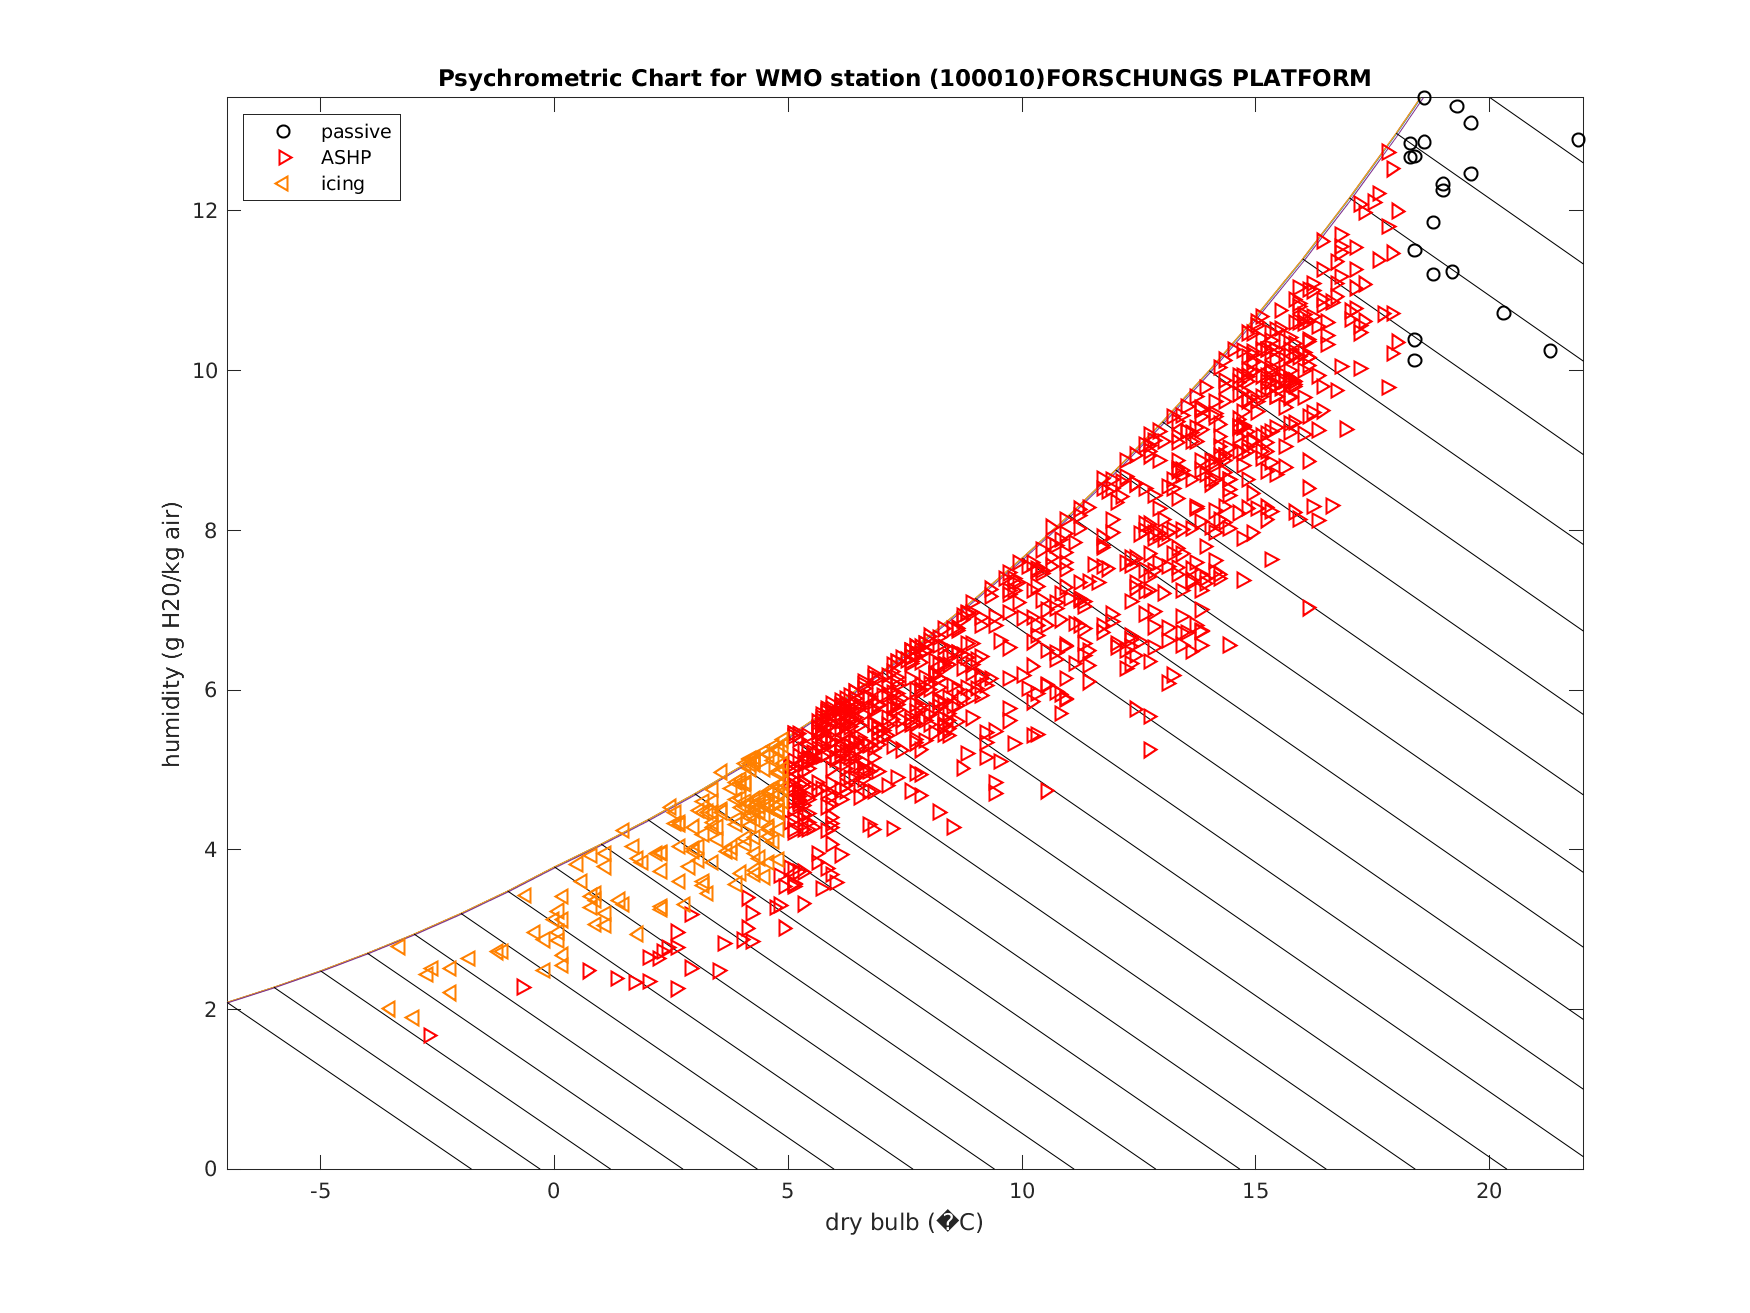 Psychrometric Chart for WMO station (100010)FORSCHUNGS PLATFORM
passive
ASHP
icing
humidity (g H20/kg air)
12
10
8
6
4
2
0
-5 0 5 10 15 20
dry bulb (�C)